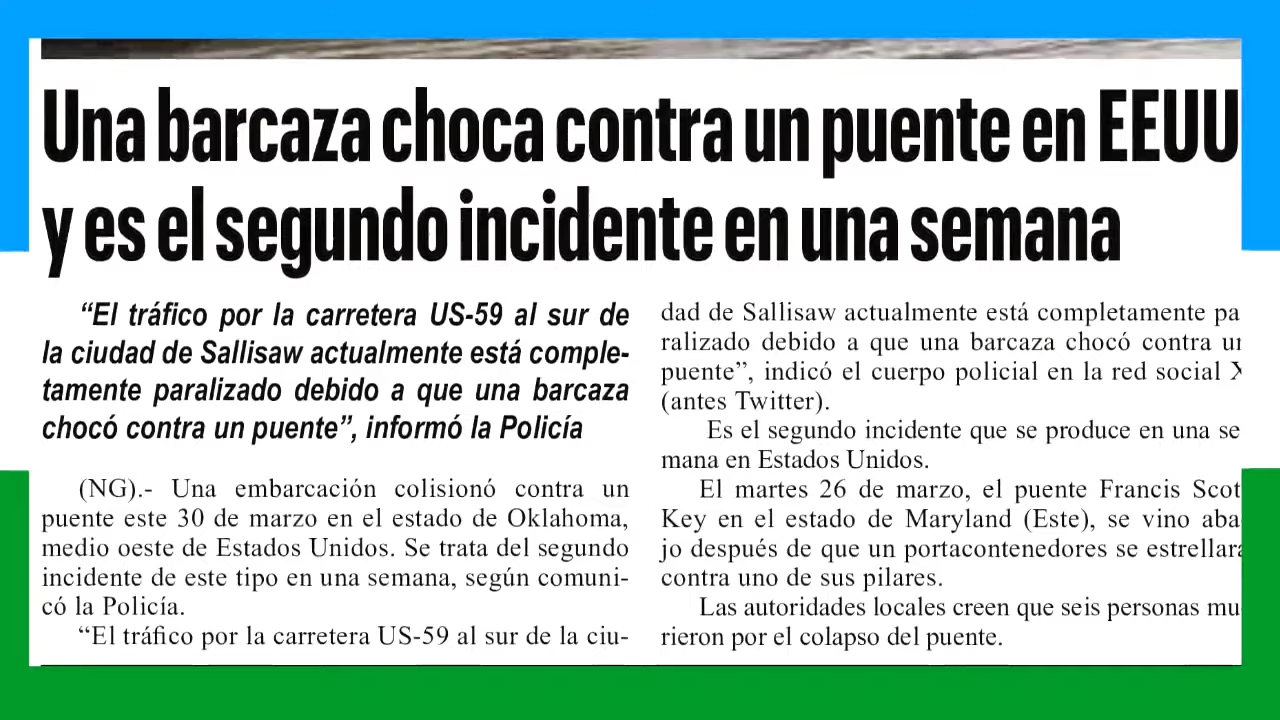 Una barcaza choca contra un puente en EEUU
y es el segundo incidente en una semana
“El tráfico por la carretera US-59 al sur de
la ciudad de Sallisaw actualmente está comple-
tamente paralizado debido a que una barcaza
chocó contra un puente”, informó la Policía
(NG).- Una embarcación colisionó contra un
puente este 30 de marzo en el estado de Oklahoma,
medio oeste de Estados Unidos. Se trata del segundo
incidente de este tipo en una semana, según comuni-
có la Policía.
“El tráfico por la carretera US-59 al sur de la ciu-
dad de Sallisaw actualmente está completamente pa
ralizado debido a que una barcaza chocó contra un
puente”, indicó el cuerpo policial en la red social X
(antes Twitter).
Es el segundo incidente que se produce en una se
mana en Estados Unidos.
El martes 26 de marzo, el puente Francis Scot
Key en el estado de Maryland (Este), se vino aba
jo después de que un portacontenedores se estrellara
contra uno de sus pilares.
Las autoridades locales creen que seis personas mu
rieron por el colapso del puente.